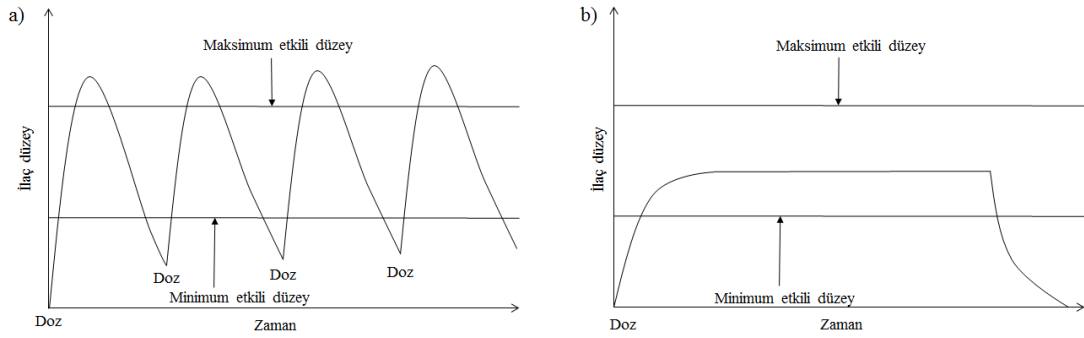 a)
Maksimum etkili düzey
İlaç düzey
Doz
Doz
Doz
Minimum etkili düzey
Doz
Zaman
b)
Maksimum etkili düzey
İlaç düzey
Minimum etkili düzey
Doz
Zaman